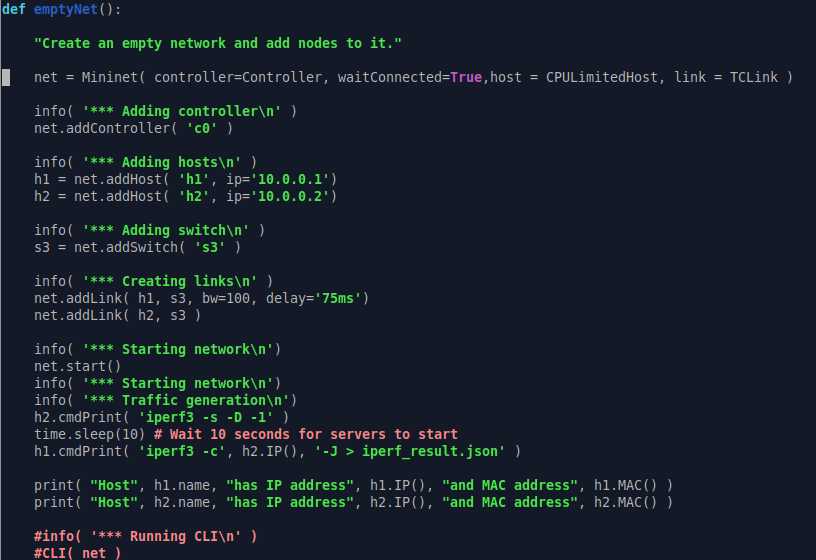 def emptyNet():
"Create an empty network and add nodes to it."
net = Mininet( controller=Controller, waitConnected=True,host = CPULimitedHost, link = TCLink )
info( '*** Adding controller\n' )
net.addController( 'c0' )
info( '*** Adding hosts\n' )
h1 = net.addHost( 'h1', ip='10.0.0.1')
h2 = net.addHost( 'h2', ip='10.0.0.2')
info( '*** Adding switch\n' )
s3 = net.addSwitch( 's3' )
info( '*** Creating links\n' )
net.addLink( h1, s3, bw=100, delay='75ms')
net.addLink( h2, s3 )
info( '*** Starting network\n')
net.start()
info( '*** Starting network\n')
info( '*** Traffic generation\n')
h2.cmdPrint( 'iperf3 -s -D -1' )
time.sleep(10) # Wait 10 seconds for servers to start
h1.cmdPrint( 'iperf3 -c', h2.IP(), '-J > iperf_result.json' )
print( "Host", h1.name, "has IP address", h1.IP(), "and MAC address", h1.MAC() )
print( "Host", h2.name, "has IP address", h2.IP(), "and MAC address", h2.MAC() )
#info( '*** Running CLI\n' )
#CLI( net )